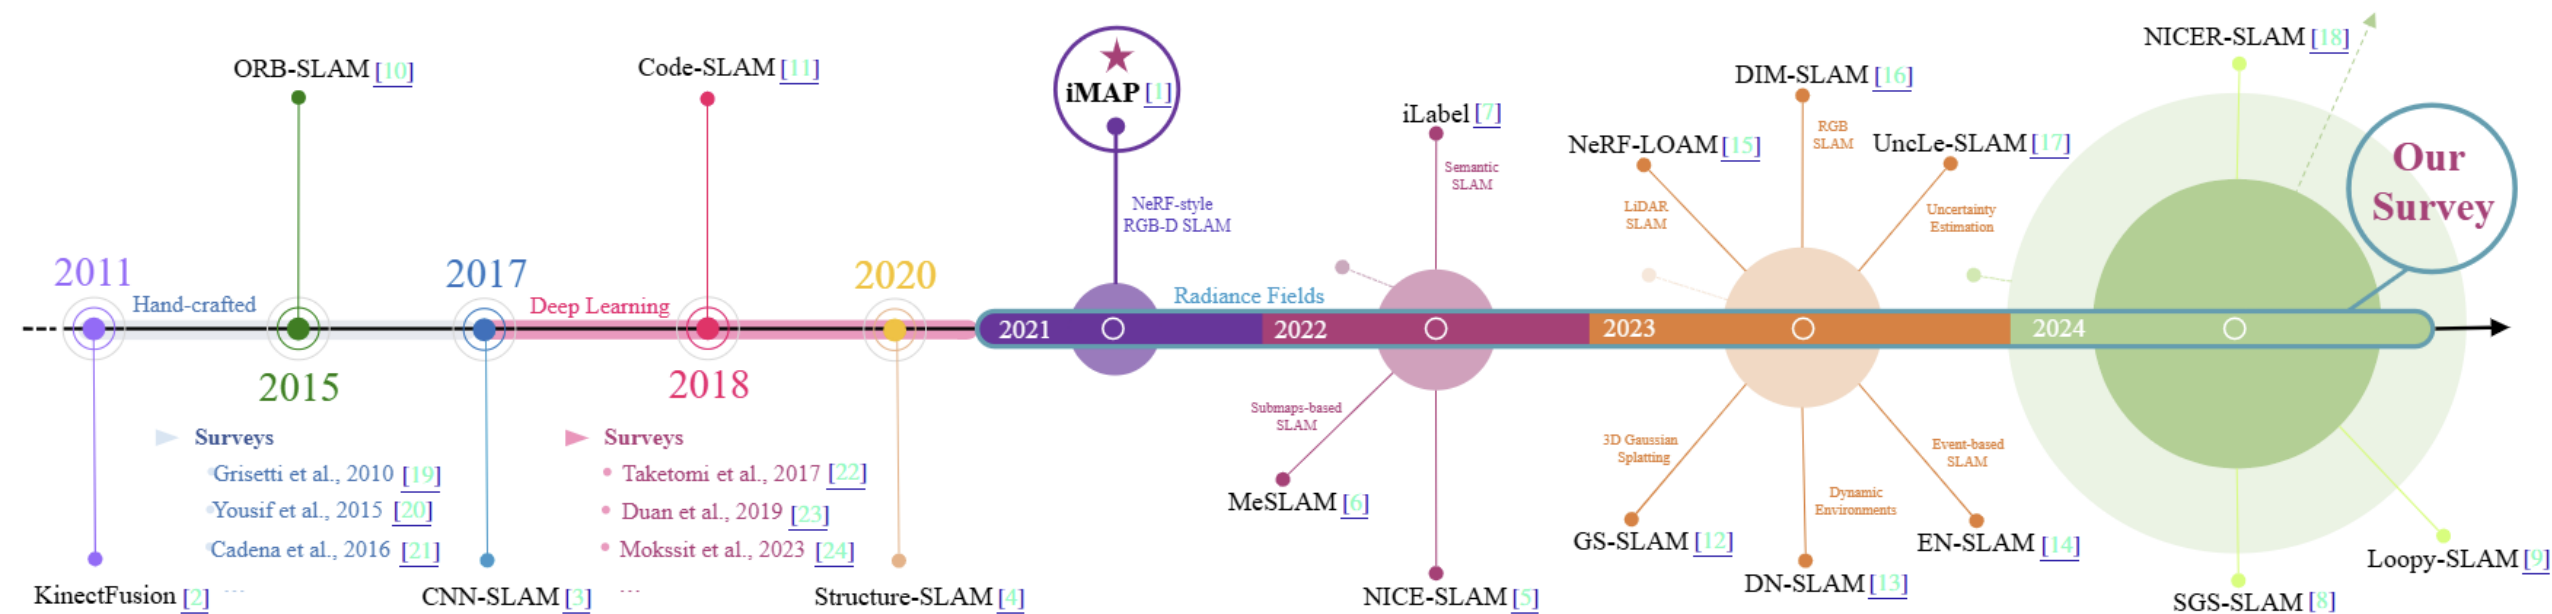 ORB-SLAM [10]
Code-SLAM [11]
iMAP [1]
iLabel [7]
DIM-SLAM [16]
NICER-SLAM [18]
NeRF-LOAM [15]
UncLe-SLAM [17]
Our
Survey
NeRF-style
RGB-D SLAM
Semantic
SLAM
LiDAR
SLAM
RGB
SLAM
Uncertainty
Estimation
2011
Hand-crafted
2017
Deep Learning
2020
Radiance Fields
2021
2022
2023
2024
2015
2018
Surveys
Grisetti et al., 2010 [19]
Yousif et al., 2015 [20]
Cadena et al., 2016 [21]
...
Surveys
Taketomi et al., 2017 [22]
Duan et al., 2019 [23]
Mokssit et al., 2023 [24]
...
Submaps-based
SLAM
3D Gaussian
Splatting
Dynamic
Environments
Event-based
SLAM
KinectFusion [2]
CNN-SLAM [3]
Structure-SLAM [4]
MeSLAM [6]
NICE-SLAM [5]
GS-SLAM [12]
DN-SLAM [13]
EN-SLAM [14]
SGS-SLAM [8]
Loopy-SLAM [9]